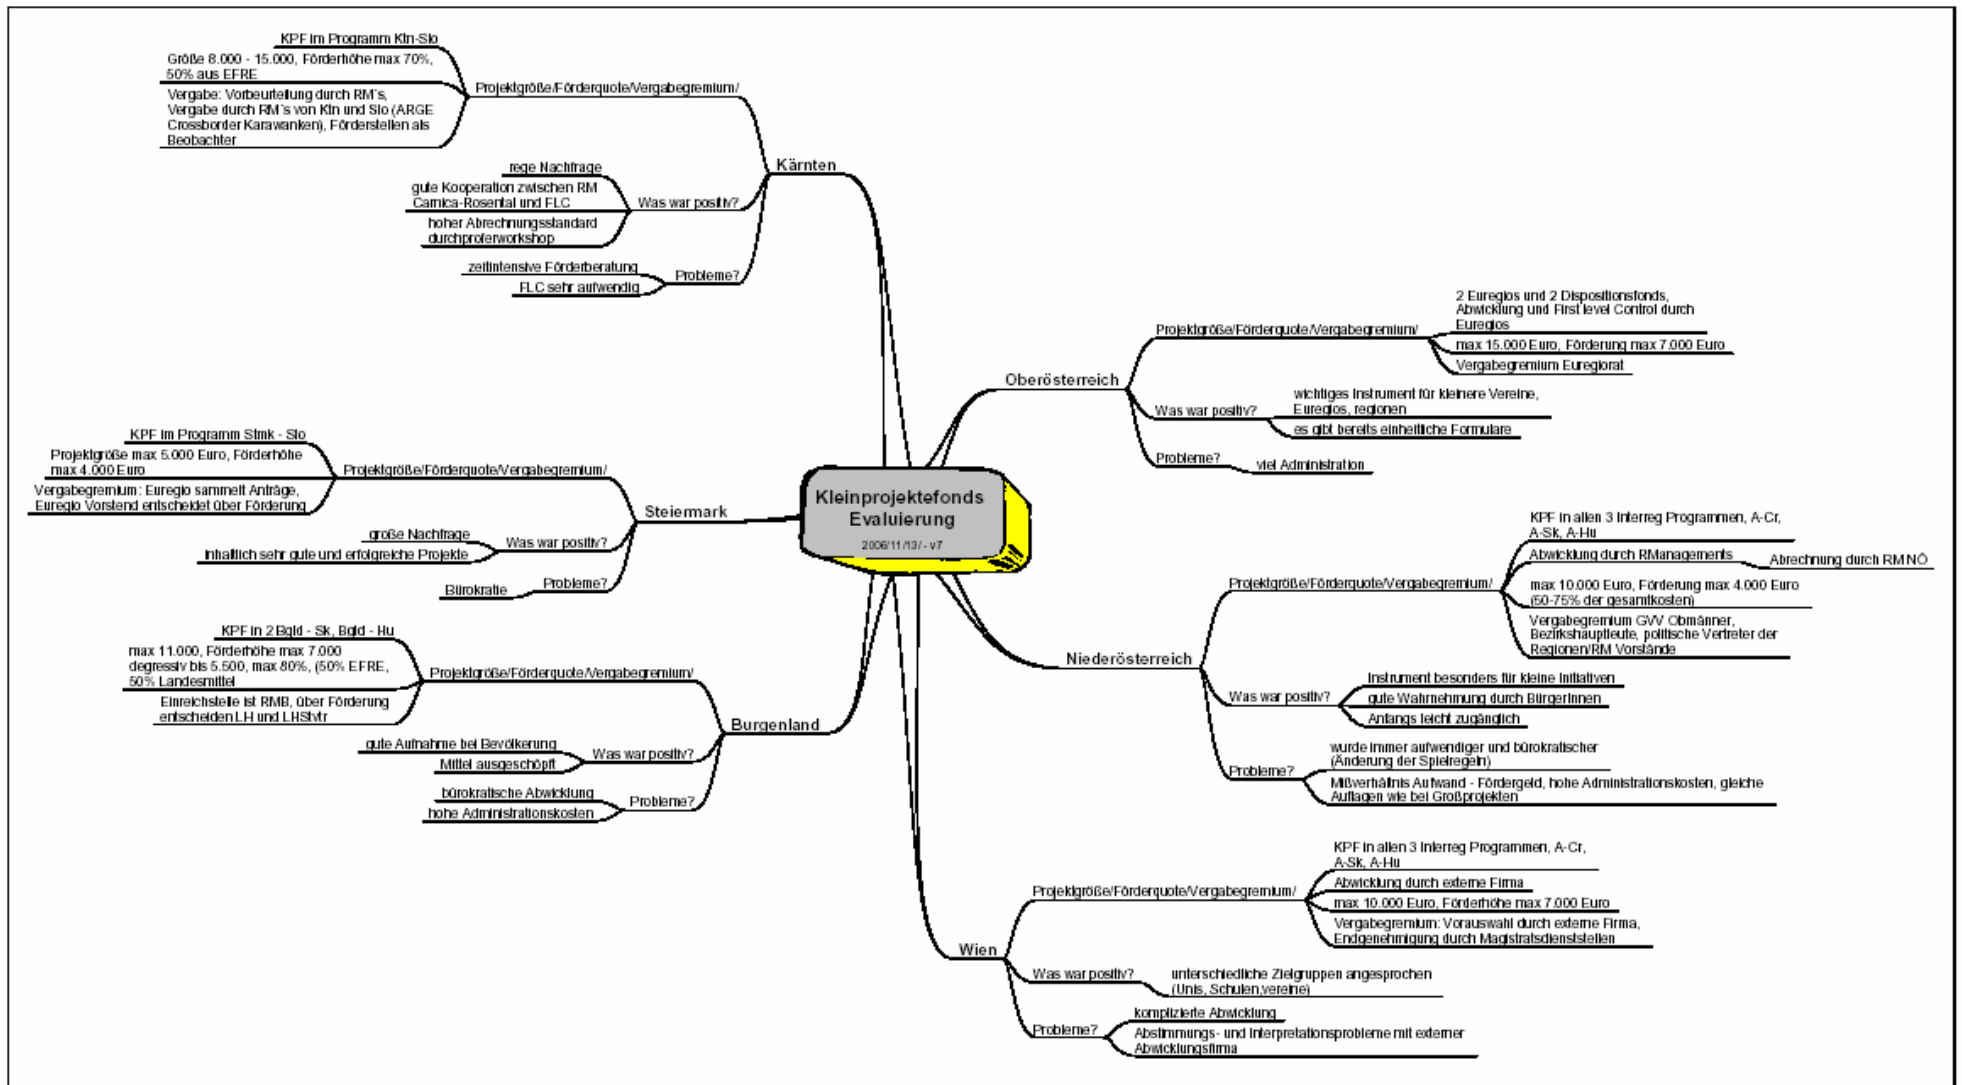 Kleinprojektefonds
Evaluierung
2006/11/13/ - v7
Kärnten
Projektgröße/Förderquote/Vergabegremium/
KPF im Programm Ktn-Slo
Größe 8.000 - 15.000, Förderhöhe max 70%,
50% aus EFRE
Vergabe: Vorbeurteilung durch RM`s,
Vergabe durch RM`s von Ktn und Slo (ARGE
Crossborder Karawanken), Förderstellen als
Beobachter
Was war positiv?
rege Nachfrage
gute Kooperation zwischen RM
Carnica-Rosental und FLC
hoher Abrechnungsstandard
durchproferworkshop
Probleme?
zeitintensive Förderberatung
FLC sehr aufwendig
Steiermark
Projektgröße/Förderquote/Vergabegremium/
KPF im Programm Stmk - Slo
Projektgröße max 5.000 Euro, Förderhöhe
max 4.000 Euro
Vergabegremium: Euregio sammelt Anträge,
Euregio Vorstend entscheidet über Förderung
Was war positiv?
große Nachfrage
inhaltlich sehr gute und erfolgreiche Projekte
Probleme?
Bürokratie
Burgenland
Projektgröße/Förderquote/Vergabegremium/
KPF in 2 Bgld - Sk, Bgld - Hu
max 11.000, Förderhöhe max 7.000
degressiv bis 5.500, max 80%, (50% EFRE,
50% Landesmittel
Einreichstelle ist RMB, über Förderung
entscheiden LH und LHStvtr
Was war positiv?
gute Aufnahme bei Bevölkerung
Mittel ausgeschöpft
Probleme?
bürokratische Abwicklung
hohe Administrationskosten
Oberösterreich
Projektgröße/Förderquote/Vergabegremium/
2 Euregios und 2 Dispositionsfonds,
Abwicklung und First level Control durch
Euregios
max 15.000 Euro, Förderung max 7.000 Euro
Vergabegremium Euregiorat
Was war positiv?
wichtiges Instrument für kleinere Vereine,
Euregios, regionen
es gibt bereits einheitliche Formulare
Probleme?
viel Administration
Niederösterreich
Projektgröße/Förderquote/Vergabegremium/
KPF in allen 3 Interreg Programmen, A-Cr,
A-Sk, A-Hu
Abwicklung durch RManagements
Abrechnung durch RMNÖ
max 10.000 Euro, Förderung max 4.000 Euro
(50-75% der gesamtkosten)
Vergabegremium GVV Obmänner,
Bezirkshauptleute, politische Vertreter der
Regionen/RM Vorstände
Was war positiv?
Instrument besonders für kleine Initiativen
gute Wahrnehmung durch BürgerInnen
Anfangs leicht zugänglich
Probleme?
wurde immer aufwendiger und bürokratischer
(Änderung der Spielregeln)
Mißverhältnis Aufwand - Fördergeld, hohe Administrationskosten, gleiche
Auflagen wie bei Großprojekten
Wien
Projektgröße/Förderquote/Vergabegremium/
KPF in allen 3 Interreg Programmen, A-Cr,
A-Sk, A-Hu
Abwicklung durch externe Firma
max 10.000 Euro, Förderhöhe max 7.000 Euro
Vergabegremium: Vorauswahl durch externe Firma,
Endgenehmigung durch Magistratsdienststellen
Was war positiv?
unterschiedliche Zielgruppen angesprochen
(Unis, Schulen,vereine)
Probleme?
komplizierte Abwicklung
Abstimmungs- und Interpretationsprobleme mit externer
Abwicklungsfirma